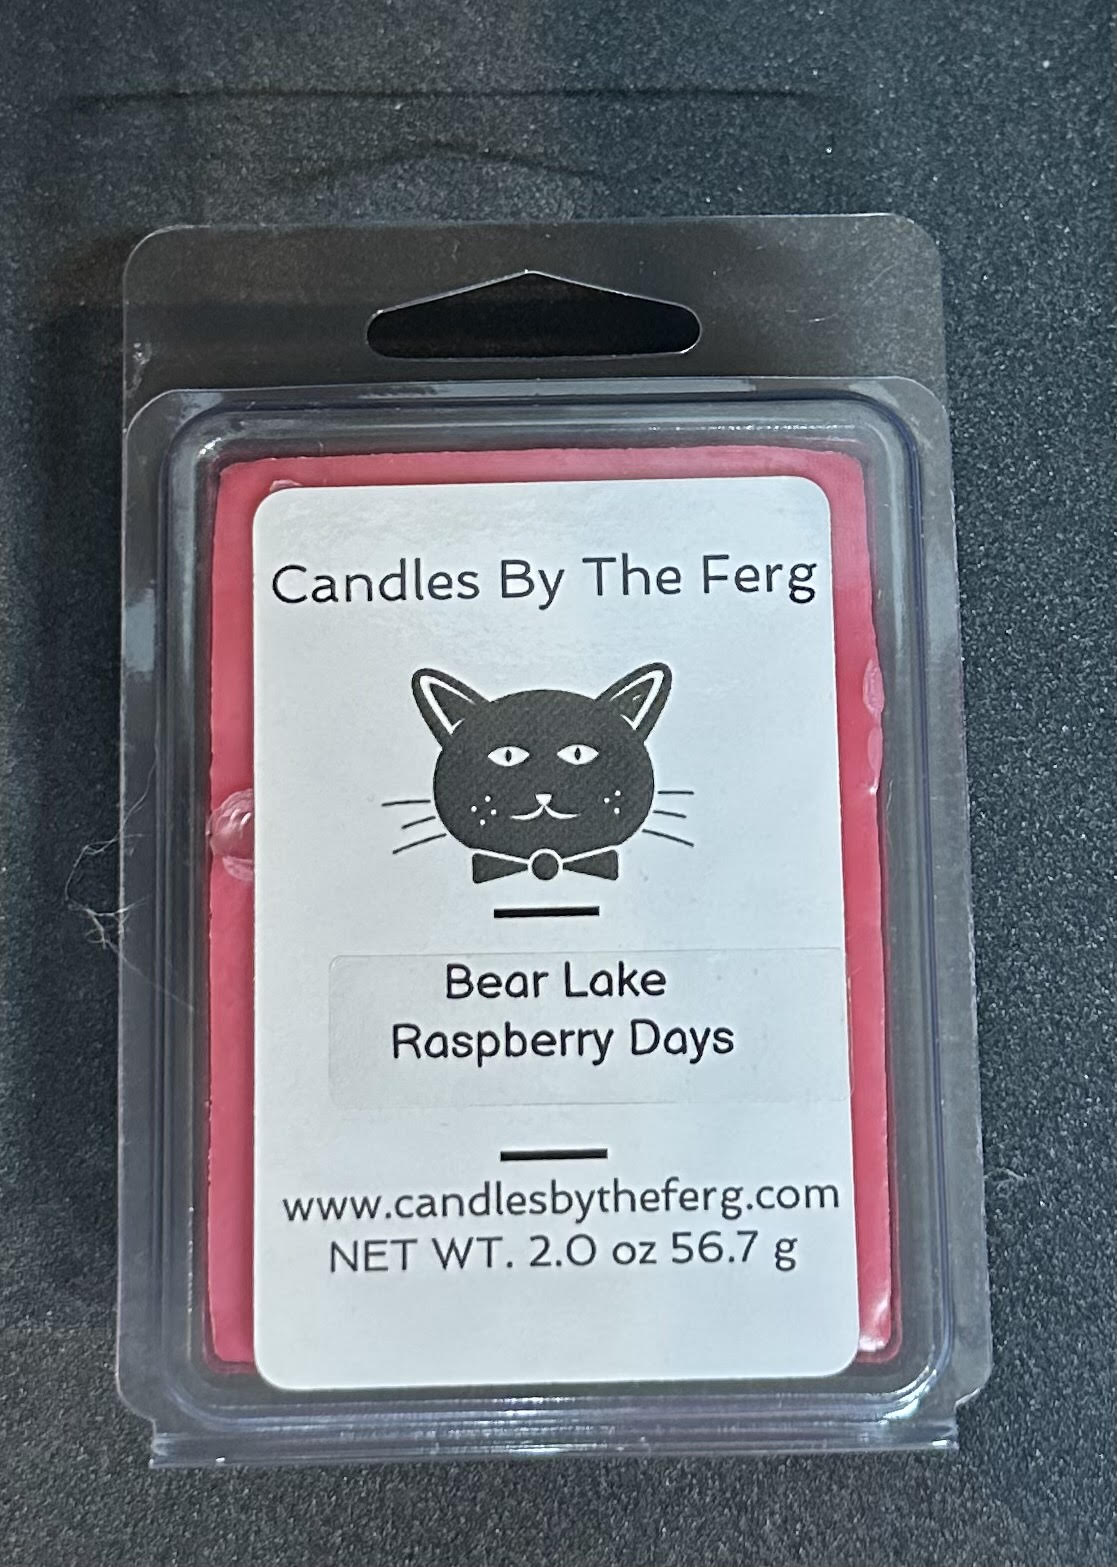 Candles By The Ferg
Bear Lake
Raspberry Days
www.candlesbytheferg.com
NET WT. 2.0 oz 56.7 g